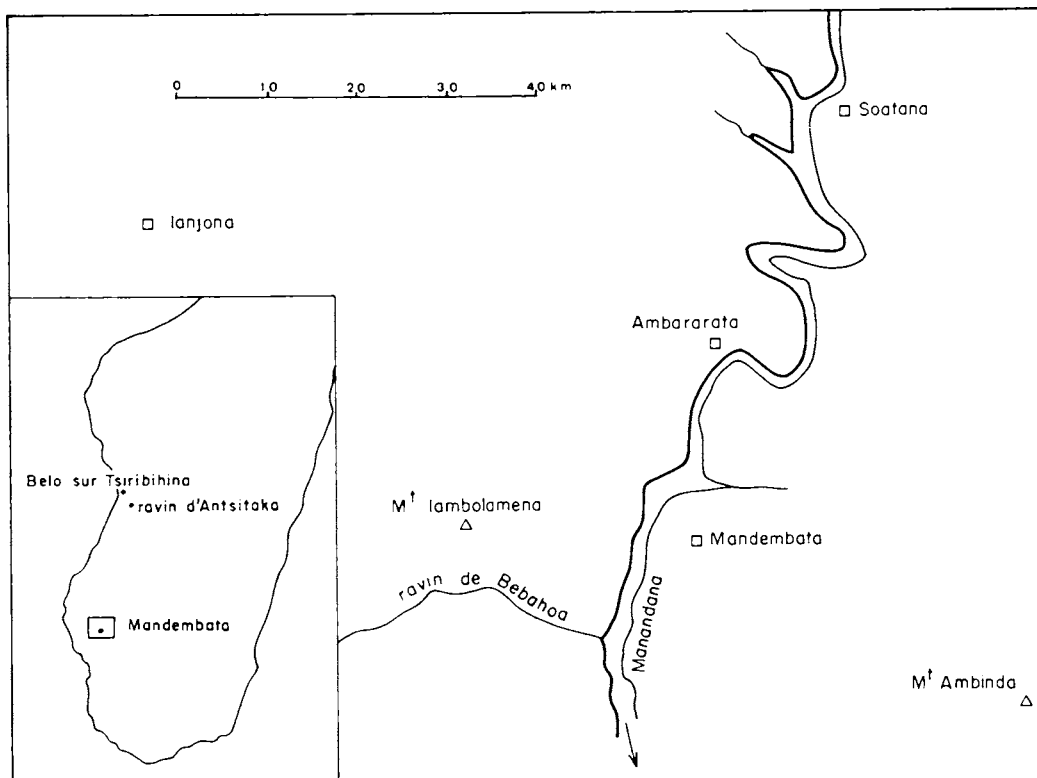 0 1,0 2,0 3,0 4,0 km
Soatana
Ianjona
Ambararata
Belo sur Tsiribihina
ravin d'Antsitaka
Mᵗ Iambolamena
Mandembata
ravin de Bebahoa
Mandembata
Manandana
Mᵗ Ambinda